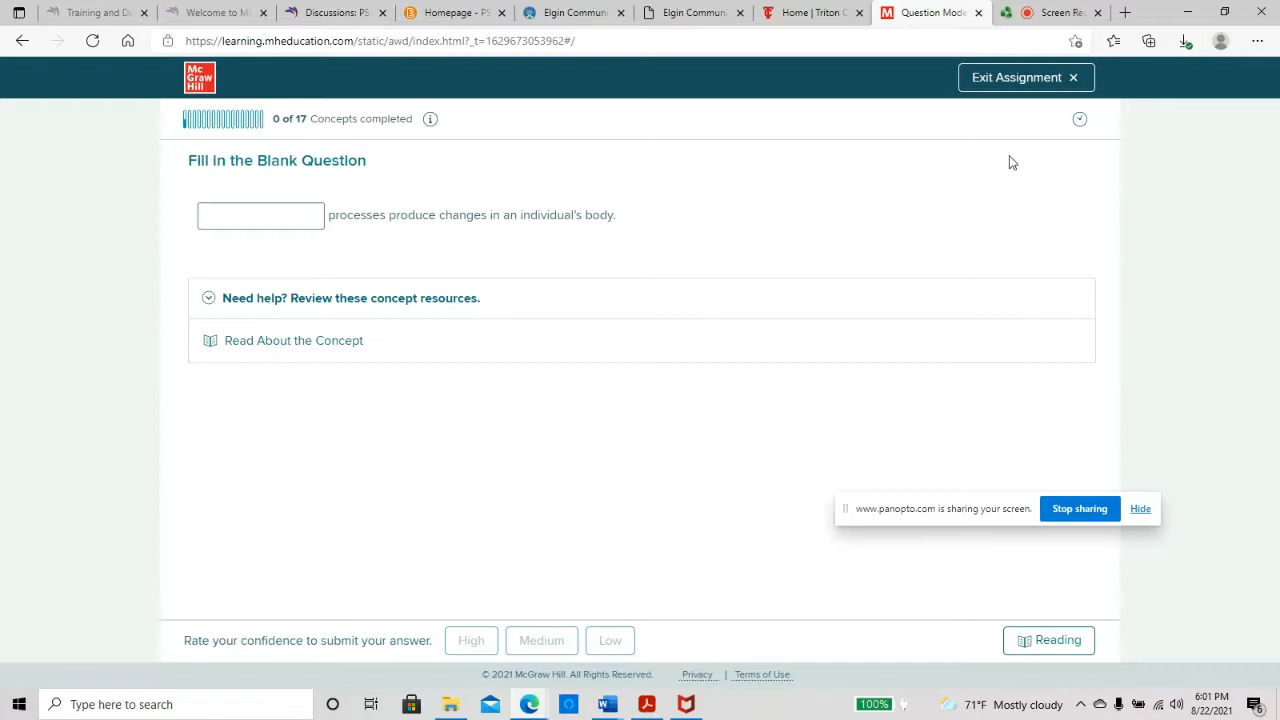 Training and De
Welcome to MI
Discussions: PS
Homepage - PS
Elgin Commun
Elgin Commun
Home | Triton C
M Question Mode
Screen Rec
https://learning.mheducation.com/static/awd/index.html?_t=1629673053962#/
Mc
Graw
Hill
Exit Assignment ✕
0 of 17 Concepts completed
Fill in the Blank Question
processes produce changes in an individual's body.
Need help? Review these concept resources.
Read About the Concept
www.panopto.com is sharing your screen. Stop sharing Hide
Rate your confidence to submit your answer. High Medium Low Reading
© 2021 McGraw Hill. All Rights Reserved. Privacy | Terms of Use
Type here to search
100%
71°F Mostly cloudy
6:01 PM
8/22/2021
6